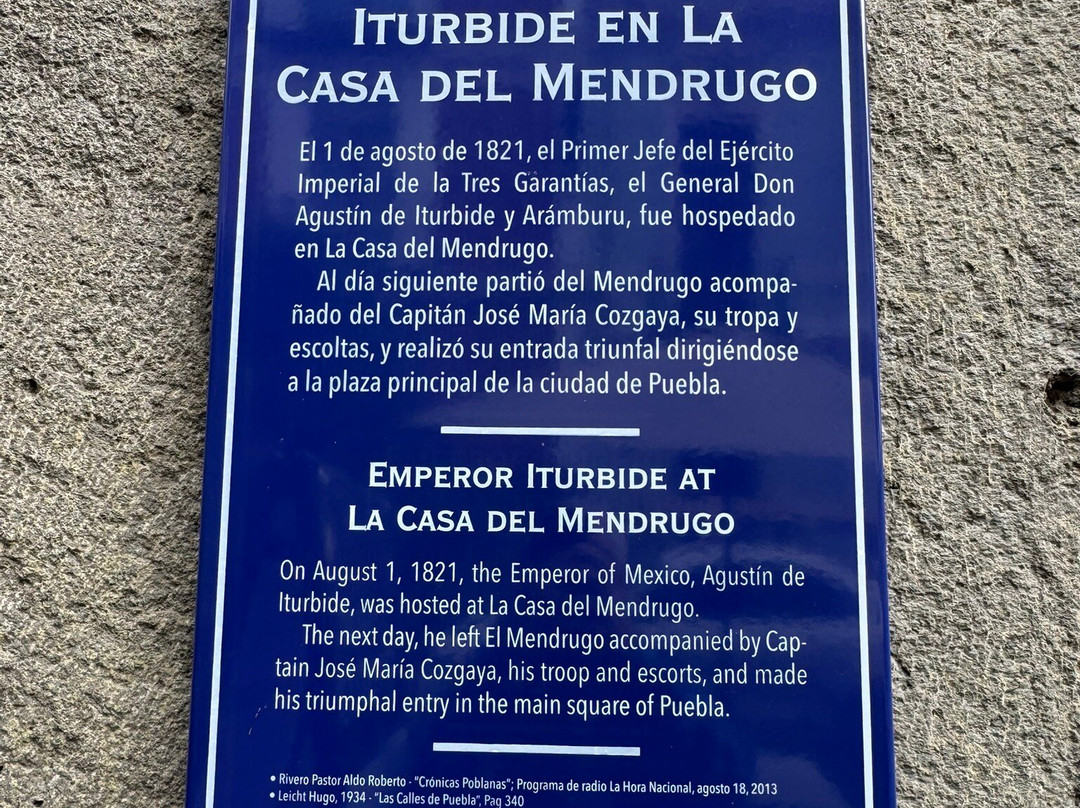 ITURBIDE EN LA
CASA DEL MENDRUGO
El 1 de agosto de 1821, el Primer Jefe del Ejército
Imperial de la Tres Garantías, el General Don
Agustín de Iturbide y Arámburu, fue hospedado
en La Casa del Mendrugo.
Al día siguiente partió del Mendrugo acompa-
ñado del Capitán José María Cozgaya, su tropa y
escoltas, y realizó su entrada triunfal dirigiéndose
a la plaza principal de la ciudad de Puebla.
EMPEROR ITURBIDE AT
LA CASA DEL MENDRUGO
On August 1, 1821, the Emperor of Mexico, Agustín de
Iturbide, was hosted at La Casa del Mendrugo.
The next day, he left El Mendrugo accompanied by Cap-
tain José María Cozgaya, his troop and escorts, and made
his triumphal entry in the main square of Puebla.
• Rivero Pastor Aldo Roberto - "Crónicas Poblanas"; Programa de radio La Hora Nacional, agosto 18, 2013
• Leicht Hugo, 1934 - "Las Calles de Puebla", Pag 340